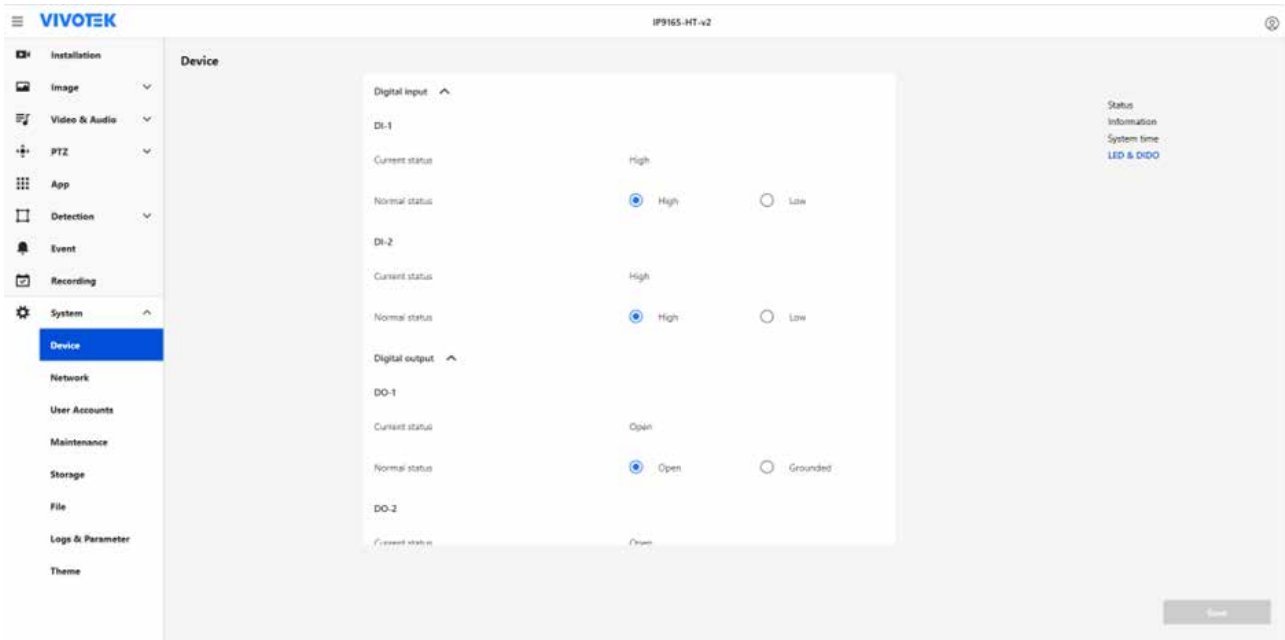 VIVOTEK
IP9165-HT-v2
Installation
Image
Video & Audio
PTZ
App
Detection
Event
Recording
System
Device
Network
User Accounts
Maintenance
Storage
File
Logs & Parameter
Theme
Device
Digital input
DI-1
Current status High
Normal status High Low
DI-2
Current status High
Normal status High Low
Digital output
DO-1
Current status Open
Normal status Open Grounded
DO-2
Current status Open
Status
Information
System time
LED & DIDO
Save